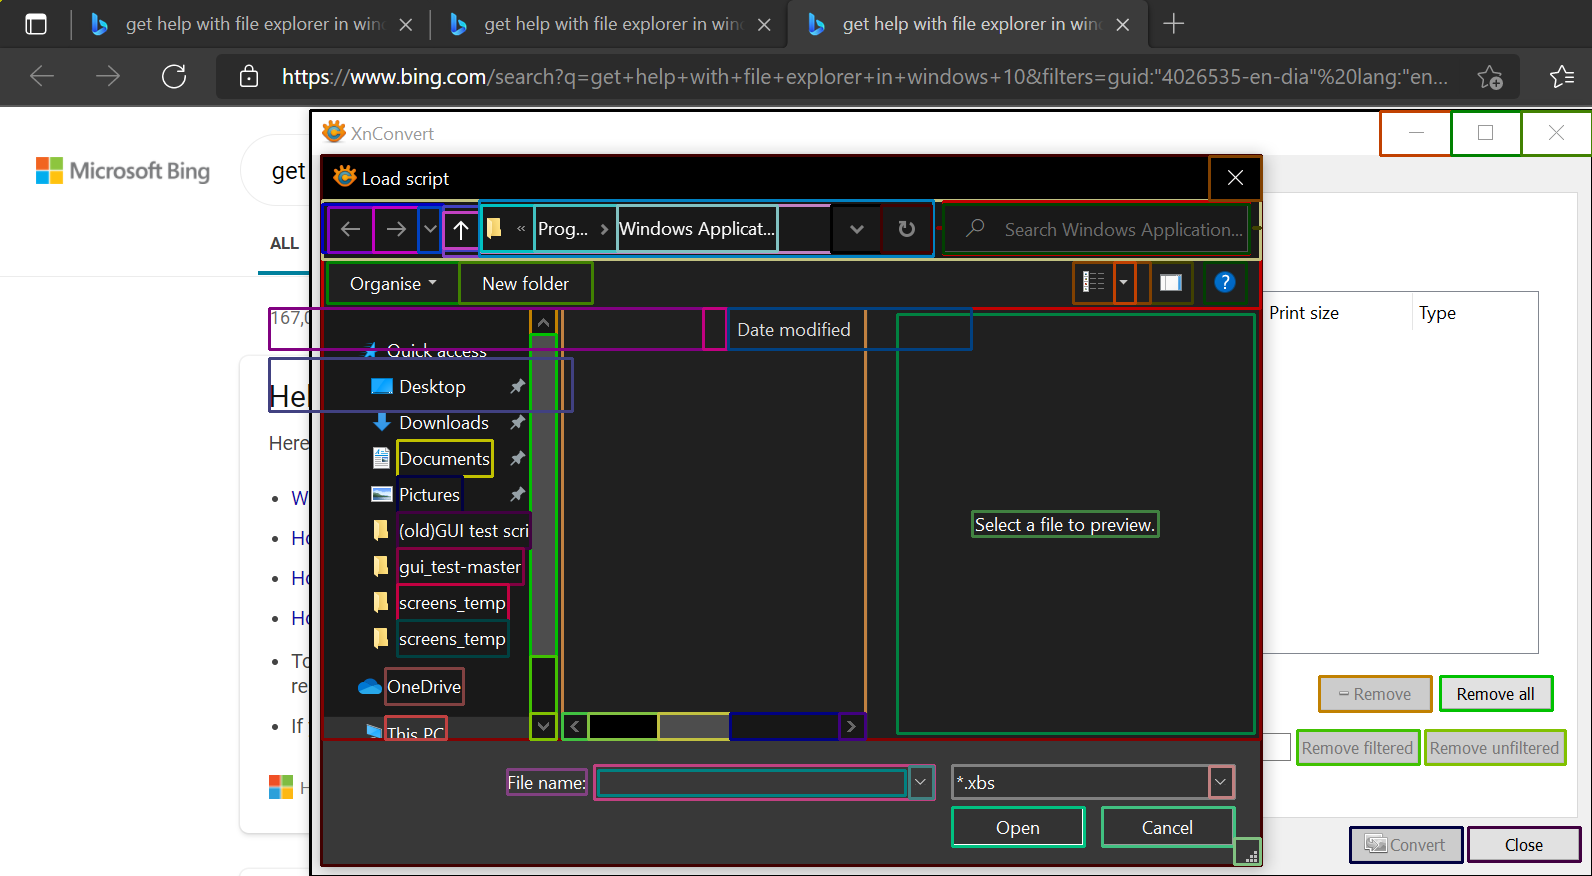 get help with file explorer in win
get help with file explorer in win
get help with file explorer in win
https://www.bing.com/search?q=get+help+with+file+explorer+in+windows+10&filters=guid:"4026535-en-dia"%20lang:"en...
Microsoft Bing
get
ALL
167,0
Hel
Here
W
Ho
Ho
Ho
To
re
If
H
XnConvert
Load script
« Prog... Windows Applicat...
Search Windows Application...
Organise
New folder
Date modified
Quick access
Desktop
Downloads
Documents
Pictures
(old)GUI test scri
gui_test-master
screens_temp
screens_temp
OneDrive
This PC
Select a file to preview.
File name:
*.xbs
Open
Cancel
Print size
Type
Remove
Remove all
Remove filtered
Remove unfiltered
Convert
Close